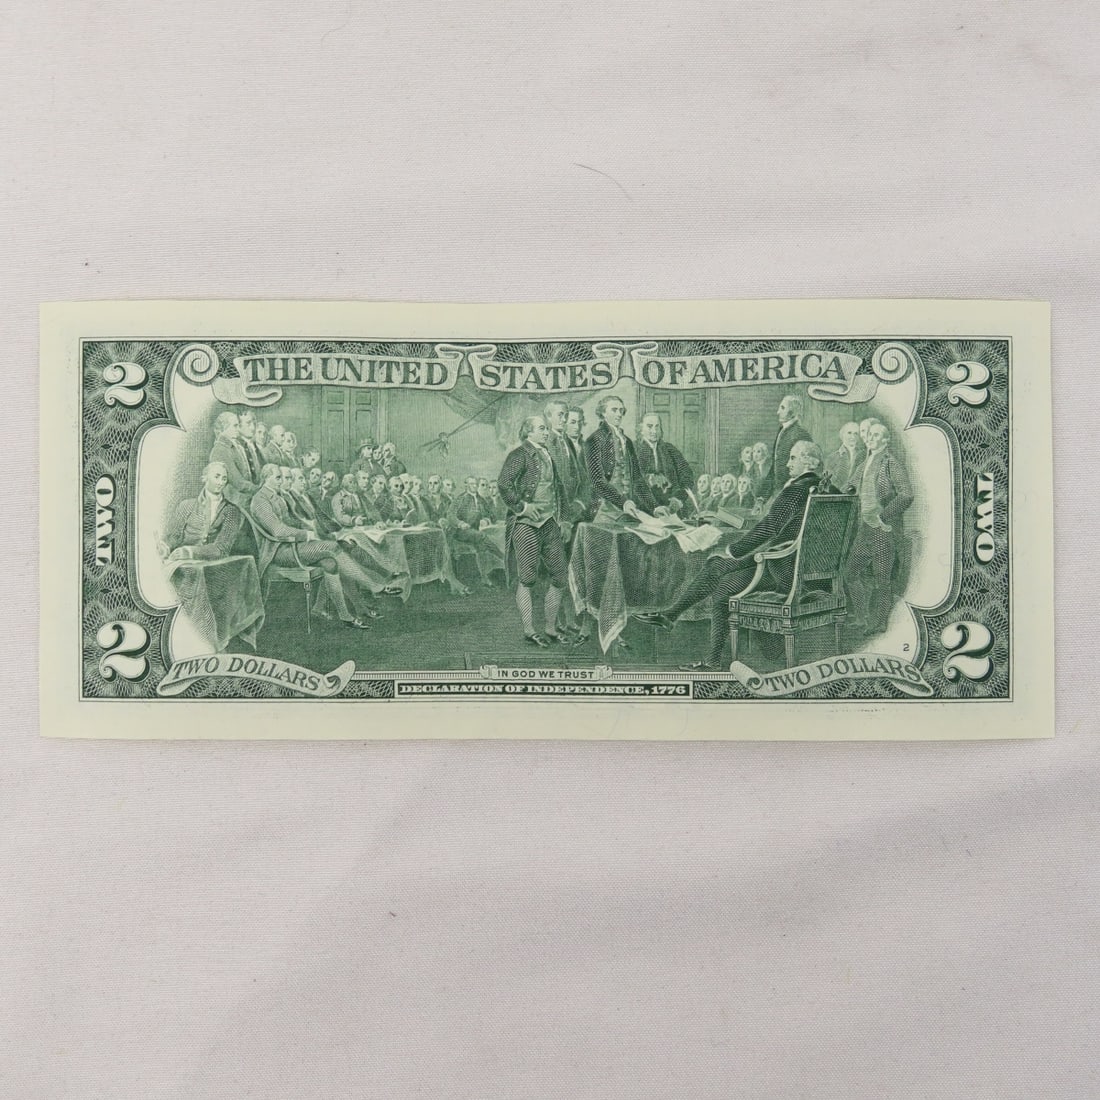 2 THE UNITED STATES OF AMERICA 2
TWO TWO
2 2
2
TWO DOLLARS IN GOD WE TRUST TWO DOLLARS
DECLARATION OF INDEPENDENCE, 1776